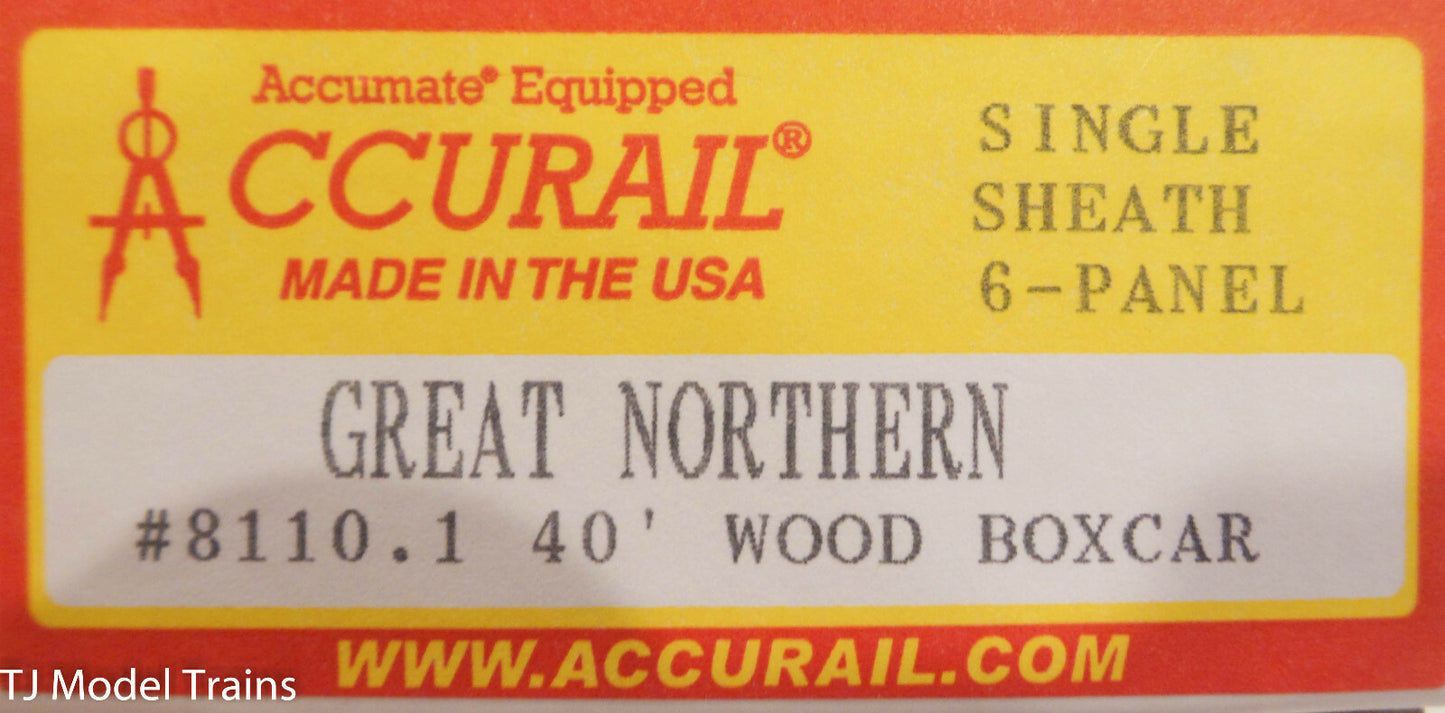 Accumate® Equipped
ACCURAIL®
MADE IN THE USA
SINGLE
SHEATH
6-PANEL
GREAT NORTHERN
#8110.1 40' WOOD BOXCAR
WWW.ACCURAIL.COM
TJ Model Trains